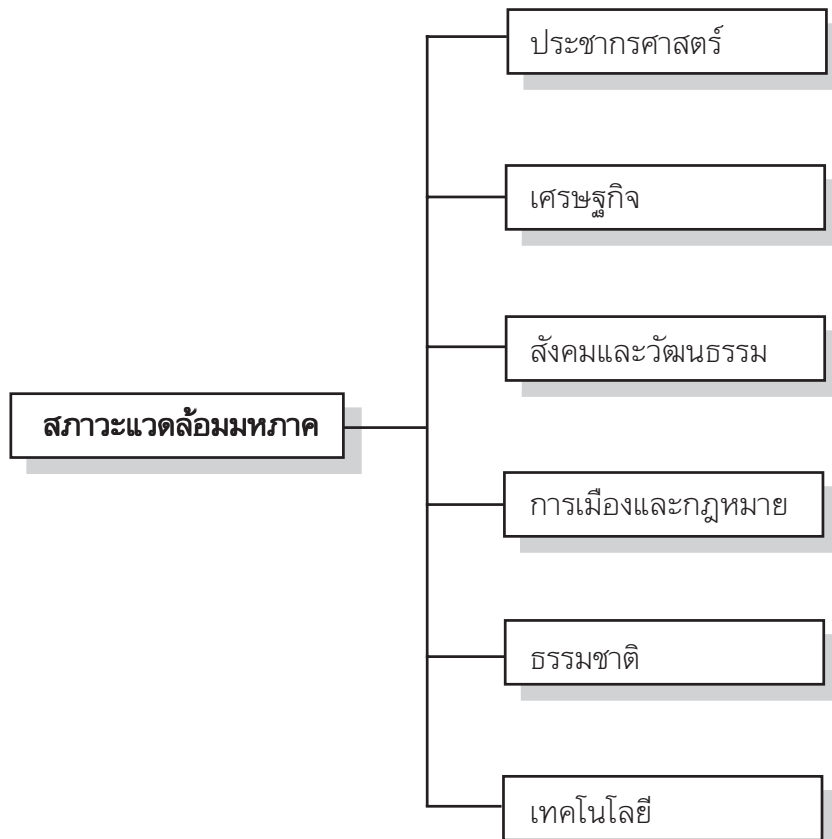 ประชากรศาสตร์
เศรษฐกิจ
สังคมและวัฒนธรรม
สภาวะแวดล้อมมหภาค
การเมืองและกฎหมาย
ธรรมชาติ
เทคโนโลยี